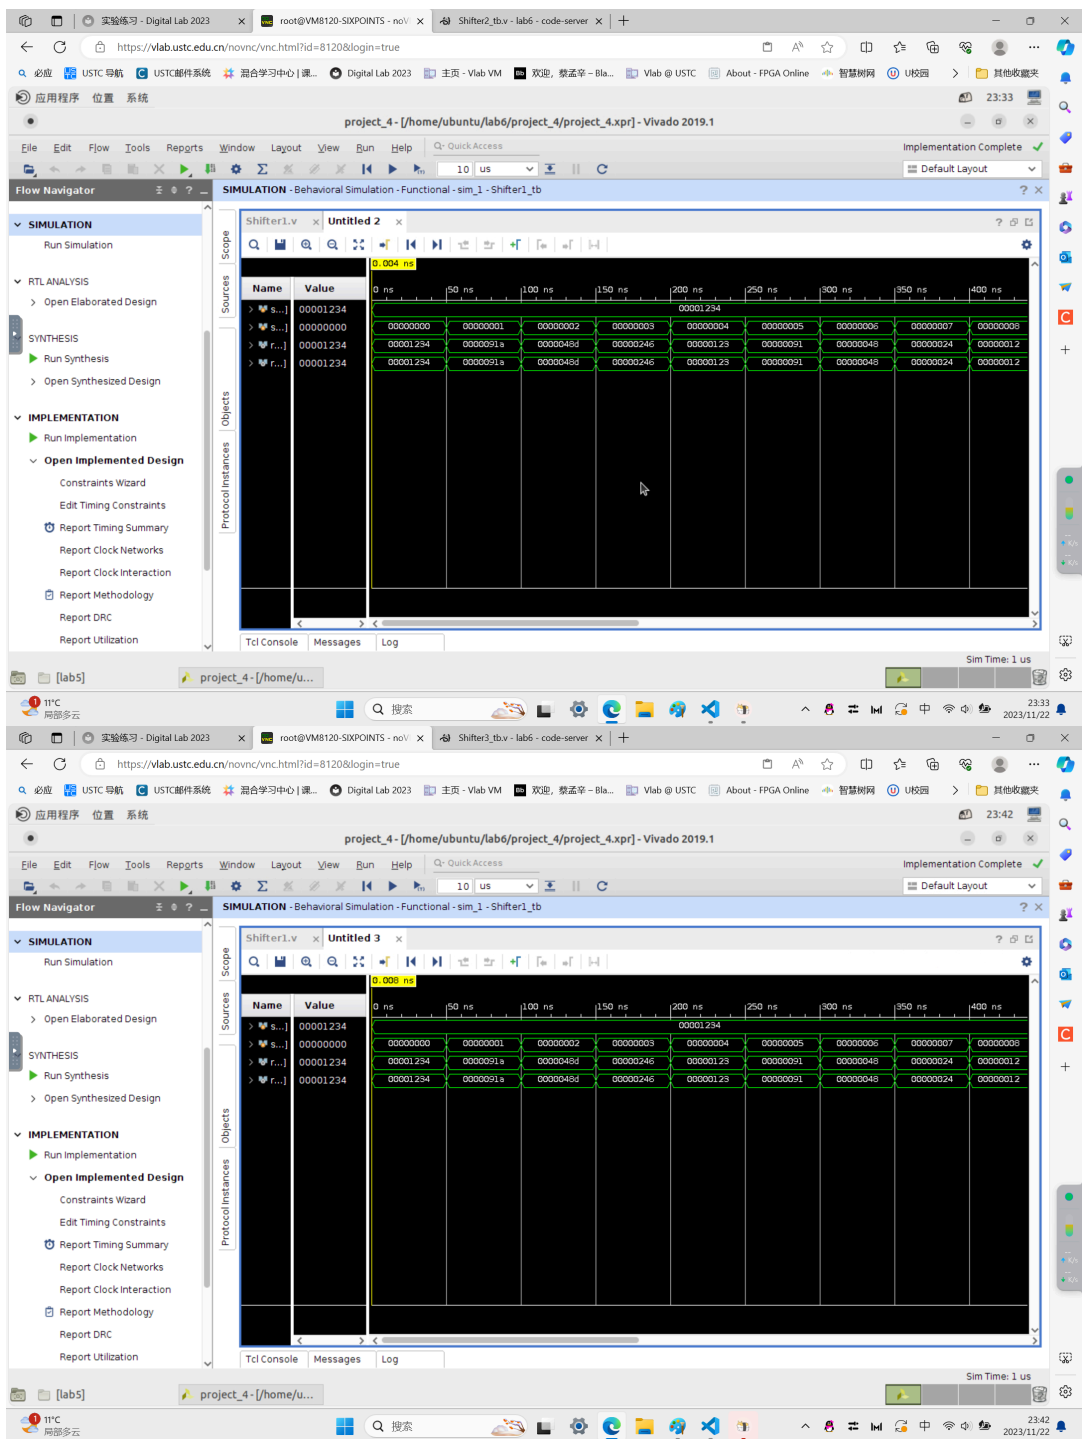 实验练习 - Digital Lab 2023
root@VM8120-SIXPOINTS - noV
Shifter2_tb.v - lab6 - code-server
https://vlab.ustc.edu.cn/novnc/vnc.html?id=8120&login=true
必应 USTC 导航 USTC邮件系统 混合学习中心|课... Digital Lab 2023 主页 - Vlab VM Bb 欢迎，蔡孟辛 – Bla... Vlab @ USTC About - FPGA Online 智慧树网 U校园 其他收藏夹
应用程序 位置 系统 23:33
project_4 - [/home/ubuntu/lab6/project_4/project_4.xpr] - Vivado 2019.1
File Edit Flow Tools Reports Window Layout View Run Help Q- Quick Access Implementation Complete
10 us Default Layout
Flow Navigator
SIMULATION - Behavioral Simulation - Functional - sim_1 - Shifter1_tb
SIMULATION
Run Simulation
RTL ANALYSIS
Open Elaborated Design
SYNTHESIS
Run Synthesis
Open Synthesized Design
IMPLEMENTATION
Run Implementation
Open Implemented Design
Constraints Wizard
Edit Timing Constraints
Report Timing Summary
Report Clock Networks
Report Clock Interaction
Report Methodology
Report DRC
Report Utilization
Scope
Sources
Objects
Protocol Instances
Shifter1.v Untitled 2
0.004 ns
Name Value 0 ns 50 ns 100 ns 150 ns 200 ns 250 ns 300 ns 350 ns 400 ns
s...] 00001234 00001234
s...] 00000000 00000000 00000001 00000002 00000003 00000004 00000005 00000006 00000007 00000008
r...] 00001234 00001234 0000091a 0000048d 00000246 00000123 00000091 00000048 00000024 00000012
r...] 00001234 00001234 0000091a 0000048d 00000246 00000123 00000091 00000048 00000024 00000012
Tcl Console Messages Log
Sim Time: 1 us
[lab5] project_4 - [/home/u...
1 11°C
局部多云
搜索
中
23:33
2023/11/22
实验练习 - Digital Lab 2023
root@VM8120-SIXPOINTS - noV
Shifter3_tb.v - lab6 - code-server
https://vlab.ustc.edu.cn/novnc/vnc.html?id=8120&login=true
必应 USTC 导航 USTC邮件系统 混合学习中心|课... Digital Lab 2023 主页 - Vlab VM Bb 欢迎，蔡孟辛 – Bla... Vlab @ USTC About - FPGA Online 智慧树网 U校园 其他收藏夹
应用程序 位置 系统 23:42
project_4 - [/home/ubuntu/lab6/project_4/project_4.xpr] - Vivado 2019.1
File Edit Flow Tools Reports Window Layout View Run Help Q- Quick Access Implementation Complete
10 us Default Layout
Flow Navigator
SIMULATION - Behavioral Simulation - Functional - sim_1 - Shifter1_tb
SIMULATION
Run Simulation
RTL ANALYSIS
Open Elaborated Design
SYNTHESIS
Run Synthesis
Open Synthesized Design
IMPLEMENTATION
Run Implementation
Open Implemented Design
Constraints Wizard
Edit Timing Constraints
Report Timing Summary
Report Clock Networks
Report Clock Interaction
Report Methodology
Report DRC
Report Utilization
Scope
Sources
Objects
Protocol Instances
Shifter1.v Untitled 3
0.008 ns
Name Value 0 ns 50 ns 100 ns 150 ns 200 ns 250 ns 300 ns 350 ns 400 ns
s...] 00001234 00001234
s...] 00000000 00000000 00000001 00000002 00000003 00000004 00000005 00000006 00000007 00000008
r...] 00001234 00001234 0000091a 0000048d 00000246 00000123 00000091 00000048 00000024 00000012
r...] 00001234 00001234 0000091a 0000048d 00000246 00000123 00000091 00000048 00000024 00000012
Tcl Console Messages Log
Sim Time: 1 us
[lab5] project_4 - [/home/u...
1 11°C
局部多云
搜索
中
23:42
2023/11/22